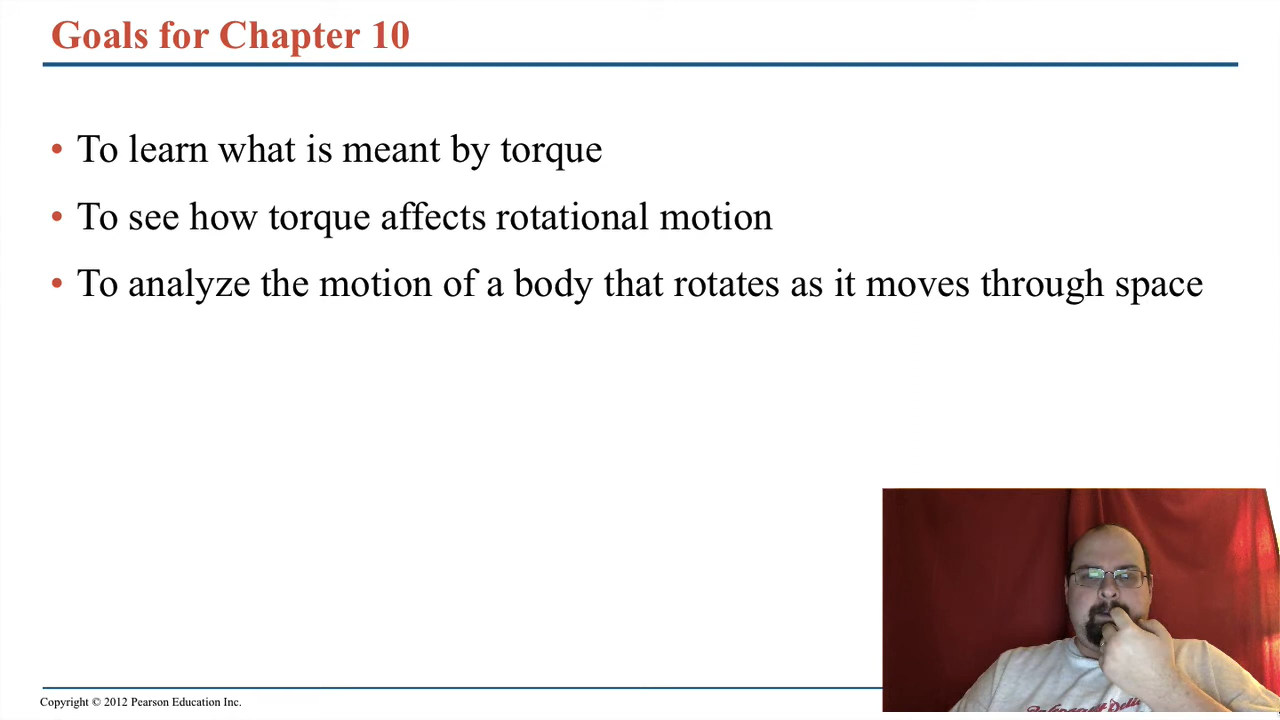 Goals for Chapter 10
• To learn what is meant by torque
• To see how torque affects rotational motion
• To analyze the motion of a body that rotates as it moves through space
Copyright © 2012 Pearson Education Inc.